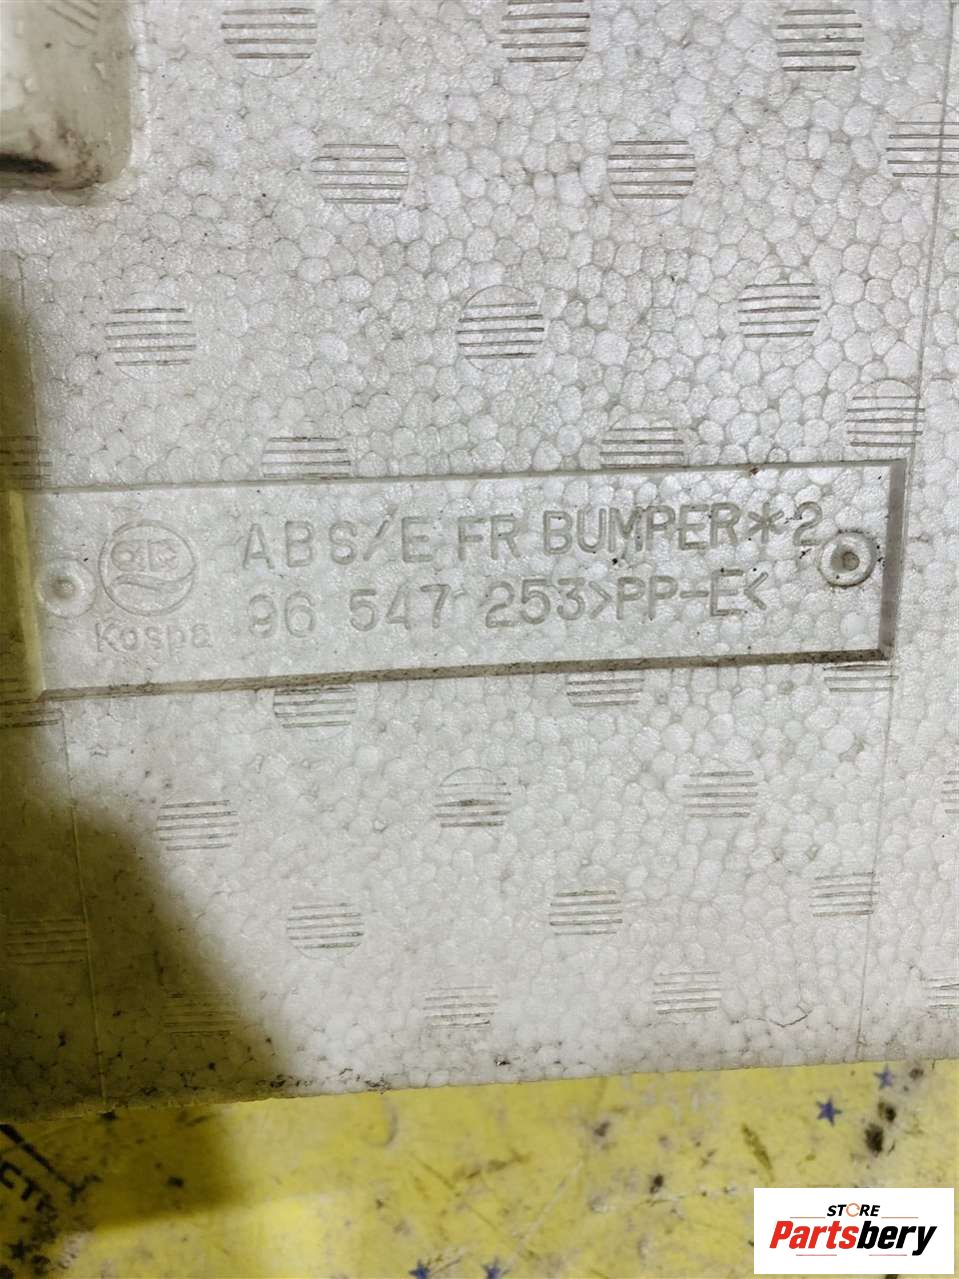 ABS/E FR BUMPER*2
96 547 253>PP-E<
Kospa
STORE
Partsbery